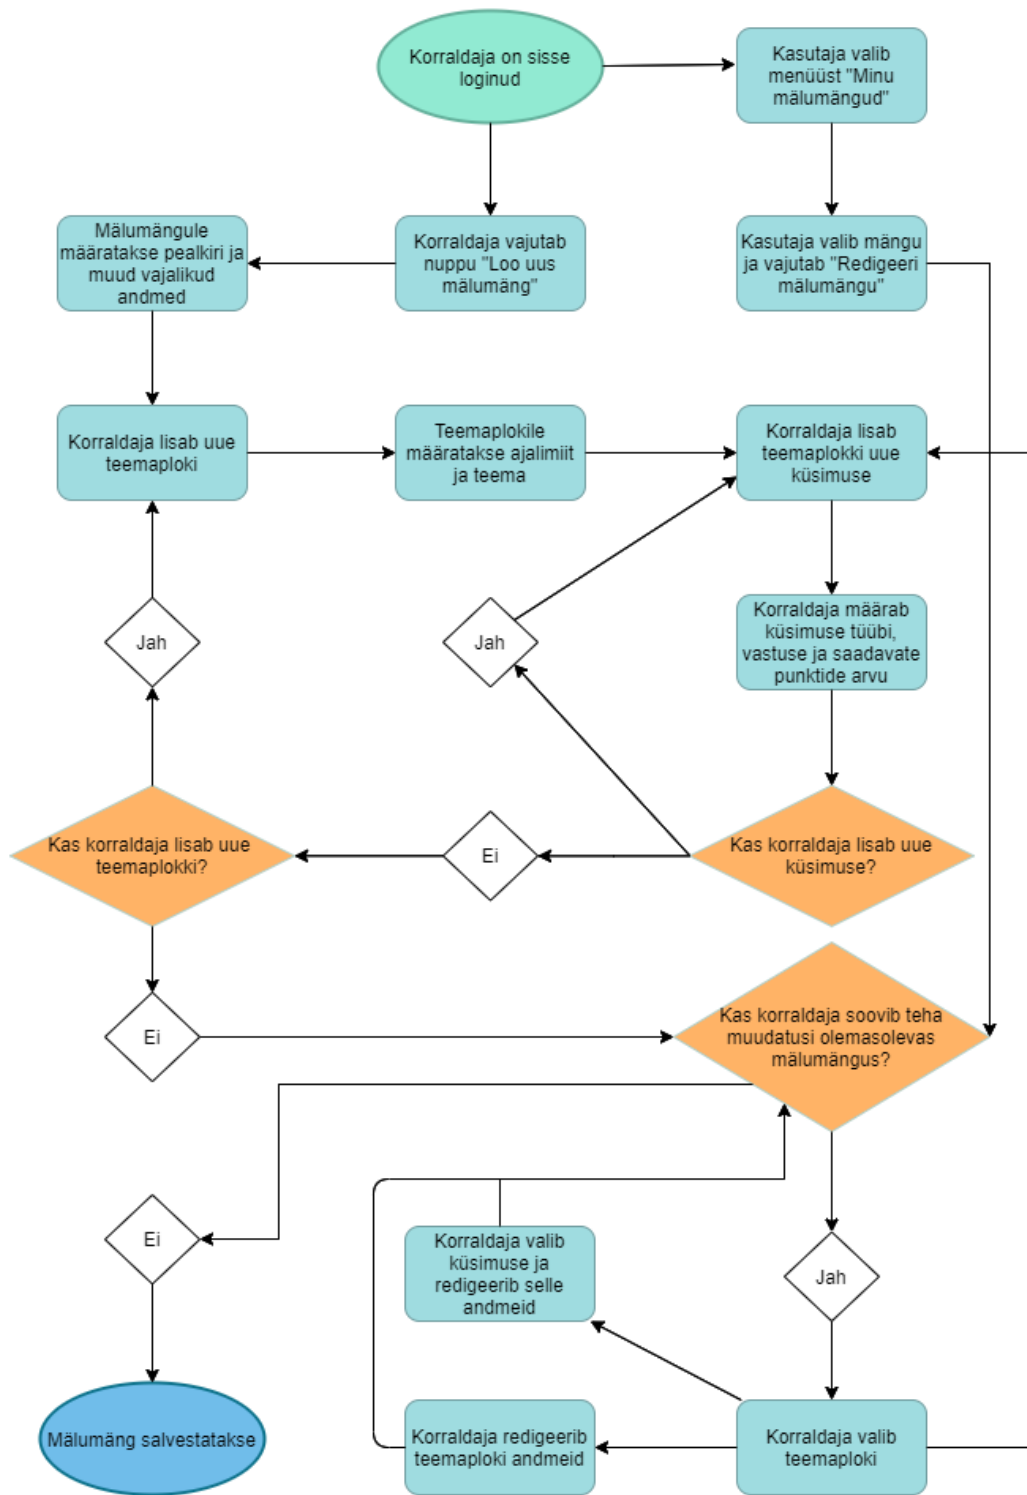 Korraldaja on sisse
loginud
Kasutaja valib
menüüst "Minu
mälumängud"
Mälumängule
määratakse pealkiri ja
muud vajalikud
andmed
Korraldaja vajutab
nuppu "Loo uus
mälumäng"
Kasutaja valib mängu
ja vajutab "Redigeeri
mälumängu"
Korraldaja lisab uue
teemaploki
Teemaplokile
määratakse ajalimiit
ja teema
Korraldaja lisab
teemaplokki uue
küsimuse
Jah
Jah
Korraldaja määrab
küsimuse tüübi,
vastuse ja saadavate
punktide arvu
Kas korraldaja lisab uue
teemaplokki?
Ei
Kas korraldaja lisab uue
küsimuse?
Ei
Kas korraldaja soovib teha
muudatusi olemasolevas
mälumängus?
Ei
Korraldaja valib
küsimuse ja
redigeerib selle
andmeid
Jah
Mälumäng salvestatakse
Korraldaja redigeerib
teemaploki andmeid
Korraldaja valib
teemaploki